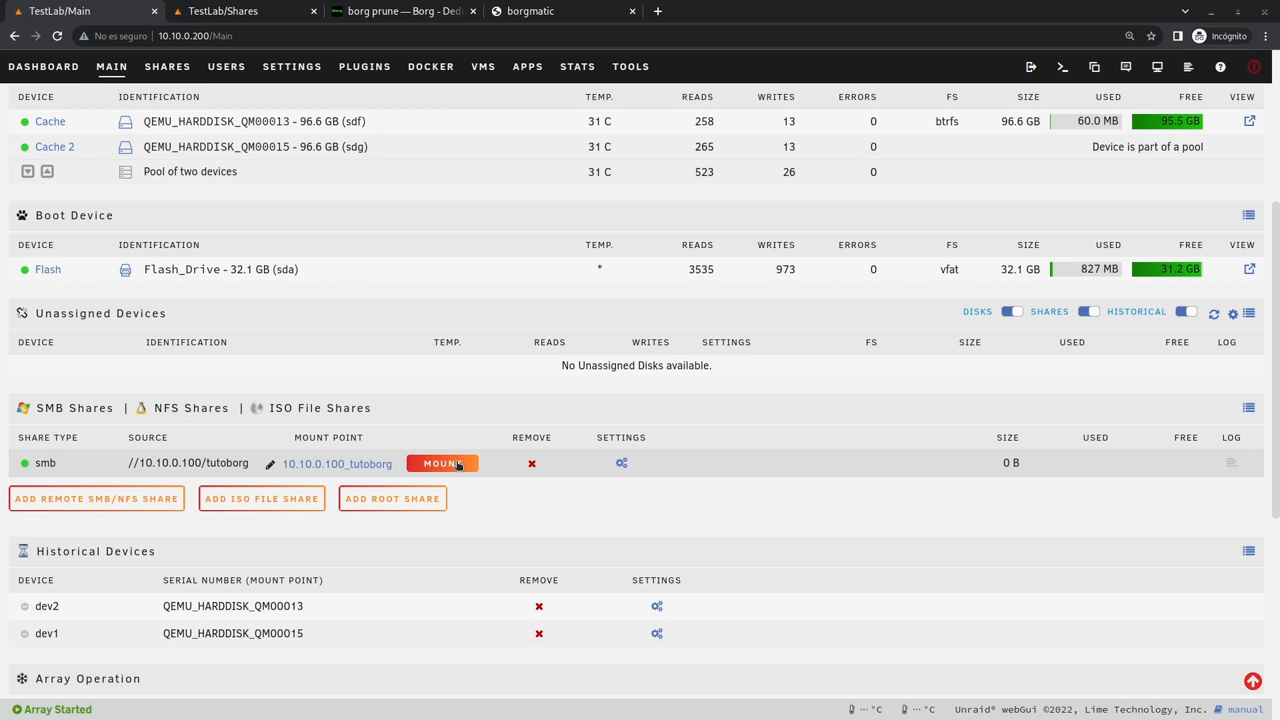 TestLab/Main
TestLab/Shares
borg prune — Borg - Ded
borgmatic
No es seguro | 10.10.0.200/Main
Incógnito
DASHBOARD MAIN SHARES USERS SETTINGS PLUGINS DOCKER VMS APPS STATS TOOLS
DEVICE IDENTIFICATION TEMP. READS WRITES ERRORS FS SIZE USED FREE VIEW
Cache QEMU_HARDDISK_QM00013 - 96.6 GB (sdf) 31 C 258 13 0 btrfs 96.6 GB 60.0 MB 95.5 GB
Cache 2 QEMU_HARDDISK_QM00015 - 96.6 GB (sdg) 31 C 265 13 0 Device is part of a pool
Pool of two devices 31 C 523 26 0
Boot Device
DEVICE IDENTIFICATION TEMP. READS WRITES ERRORS FS SIZE USED FREE VIEW
Flash Flash_Drive - 32.1 GB (sda) * 3535 973 0 vfat 32.1 GB 827 MB 31.2 GB
Unassigned Devices DISKS SHARES HISTORICAL
DEVICE IDENTIFICATION TEMP. READS WRITES SETTINGS FS SIZE USED FREE LOG
No Unassigned Disks available.
SMB Shares | NFS Shares | ISO File Shares
SHARE TYPE SOURCE MOUNT POINT REMOVE SETTINGS SIZE USED FREE LOG
smb //10.10.0.100/tutoborg 10.10.0.100_tutoborg MOUNT 0 B
ADD REMOTE SMB/NFS SHARE ADD ISO FILE SHARE ADD ROOT SHARE
Historical Devices
DEVICE SERIAL NUMBER (MOUNT POINT) REMOVE SETTINGS
dev2 QEMU_HARDDISK_QM00013
dev1 QEMU_HARDDISK_QM00015
Array Operation
Array Started ··· °C ··· °C Unraid® webGui ©2022, Lime Technology, Inc. manual